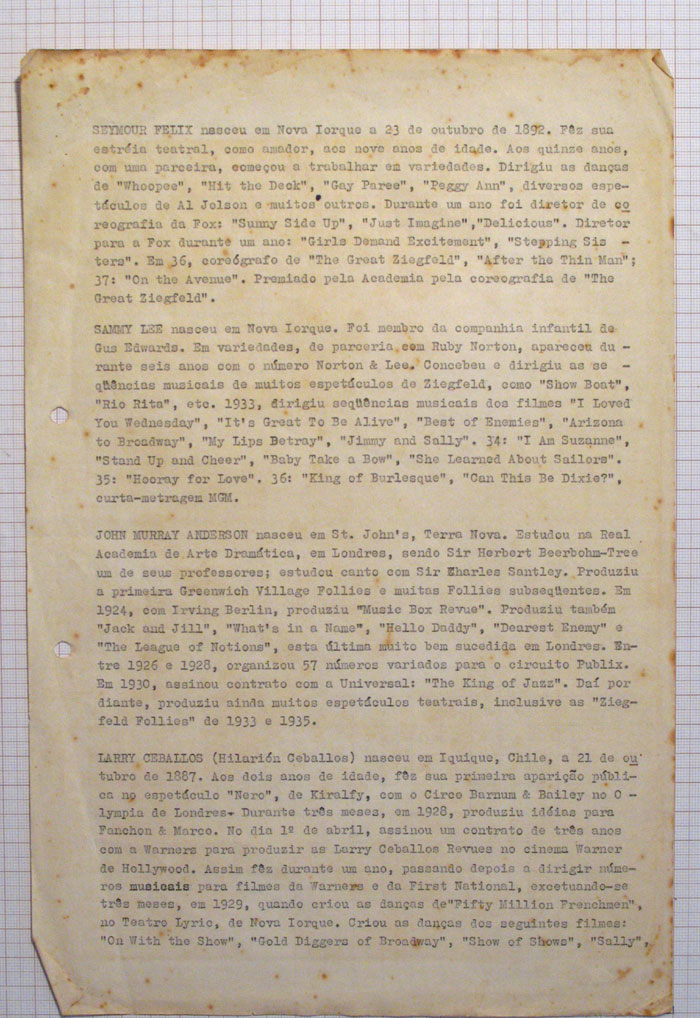 SEYMOUR FELIX nasceu em Nova Iorque a 23 de outubro de 1892. Fêz sua
estréia teatral, como amador, aos nove anos de idade. Aos quinze anos,
com uma parceira, começou a trabalhar em variedades. Dirigiu as danças
de "Whoopee", "Hit the Deck", "Gay Paree", "Peggy Ann", diversos espe-
táculos de Al Jolson e muitos outros. Durante um ano foi diretor de co
reografia da Fox: "Sunny Side Up", "Just Imagine","Delicious". Diretor
para a Fox durante um ano: "Girls Demand Excitement", "Stepping Sis -
ters". Em 36, coreógrafo de "The Great Ziegfeld", "After the Thin Man";
37: "On the Avenue". Premiado pela Academia pela coreografia de "The
Great Ziegfeld".
SAMMY LEE nasceu em Nova Iorque. Foi membro da companhia infantil de
Gus Edwards. Em variedades, de parceria com Ruby Norton, apareceu du -
rante seis anos com o número Norton & Lee. Concebeu e dirigiu as se -
qüências musicais de muitos espetáculos de Ziegfeld, como "Show Boat",
"Rio Rita", etc. 1933, dirigiu seqüências musicais dos filmes "I Loved
You Wednesday", "It's Great To Be Alive", "Best of Enemies", "Arizona
to Broadway", "My Lips Betray", "Jimmy and Sally". 34: "I Am Suzanne",
"Stand Up and Cheer", "Baby Take a Bow", "She Learned About Sailors".
35: "Hooray for Love". 36: "King of Burlesque", "Can This Be Dixie?",
curta-metragem MGM.
JOHN MURRAY ANDERSON nasceu em St. John's, Terra Nova. Estudou na Real
Academia de Arte Dramática, em Londres, sendo Sir Herbert Beerbohm-Tree
um de seus professores; estudou canto com Sir Kharles Santley. Produziu
a primeira Greenwich Village Follies e muitas Follies subseqüentes. Em
1924, com Irving Berlin, produziu "Music Box Revue". Produziu também
"Jack and Jill", "What's in a Name", "Hello Daddy", "Dearest Enemy" e
"The League of Notions", esta última muito bem sucedida em Londres. En-
tre 1926 e 1928, organizou 57 números variados para o circuito Publix.
Em 1930, assinou contrato com a Universal: "The King of Jazz". Daí por
diante, produziu ainda muitos espetáculos teatrais, inclusive as "Zieg-
feld Follies" de 1933 e 1935.
LARRY CEBALLOS (Hilarión Ceballos) nasceu em Iquique, Chile, a 21 de ou
tubro de 1887. Aos dois anos de idade, fêz sua primeira aparição públi-
ca no espetáculo "Nero", de Kiralfy, com o Circo Barnum & Bailey no O -
lympia de Londres. Durante três meses, em 1928, produziu idéias para
Fanchon & Marco. No dia 1º de abril, assinou um contrato de três anos
com a Warners para produzir as Larry Ceballos Revues no cinema Warner
de Hollywood. Assim fêz durante um ano, passando depois a dirigir núme-
ros musicais para filmes da Warners e da First National, excetuando-se
três meses, em 1929, quando criou as danças de"Fifty Million Frenchmen",
no Teatro Lyric, de Nova Iorque. Criou as danças dos seguintes filmes:
"On With the Show", "Gold Diggers of Broadway", "Show of Shows", "Sally",